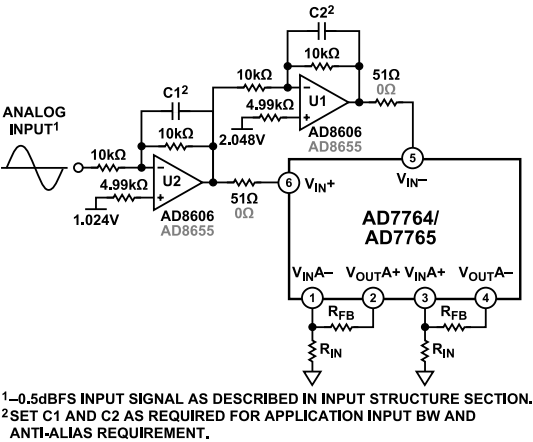 C2²
10kΩ
10kΩ
C1²
U1
51Ω
0Ω
4.99kΩ
ANALOG
INPUT¹
10kΩ
2.048V
AD8606
AD8655
10kΩ
U2
5
VIN–
4.99kΩ
6
VIN+
1.024V
AD8606
AD8655
51Ω
0Ω
AD7764/
AD7765
VINA– VOUTA+ VINA+ VOUTA–
1 2 3 4
RFB RFB
RIN RIN
¹–0.5dBFS INPUT SIGNAL AS DESCRIBED IN INPUT STRUCTURE SECTION.
²SET C1 AND C2 AS REQUIRED FOR APPLICATION INPUT BW AND
ANTI-ALIAS REQUIREMENT.